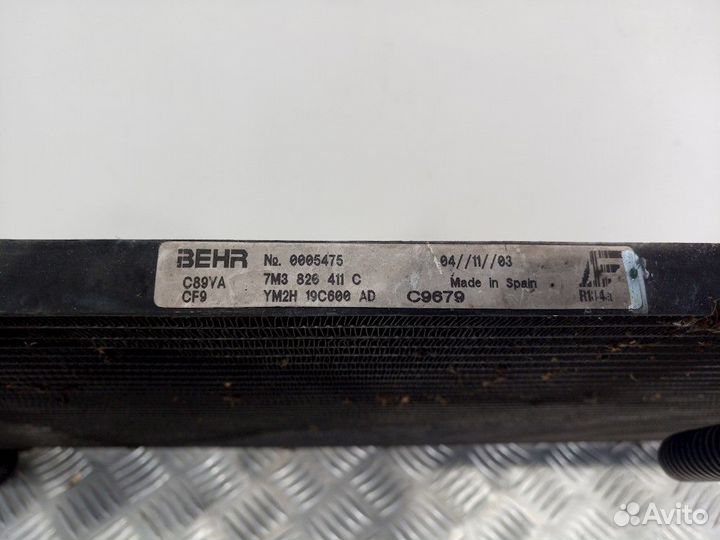 BEHR No. 0005475 04//11//03
C89VA 7M3 820 411 C Made in Spain
CF9 YM2H 19C600 AD C9679
R134a
Avito